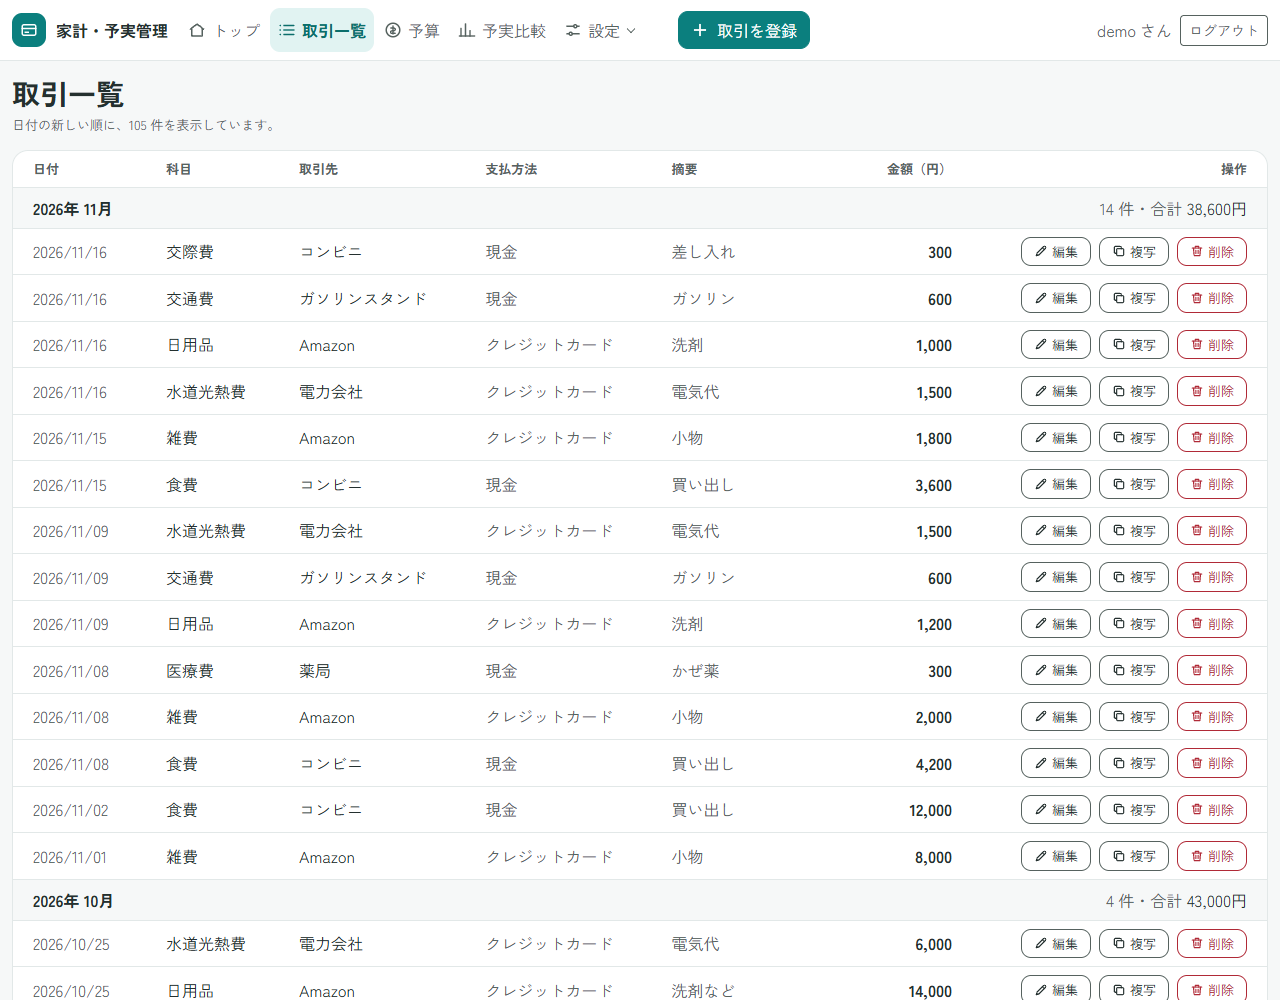 家計・予実管理 トップ 取引一覧 予算 予実比較 設定 取引を登録 demo さん ログアウト
取引一覧
日付の新しい順に、105 件を表示しています。
日付 科目 取引先 支払方法 摘要 金額（円） 操作
2026年 11月 14 件・合計 38,600円
2026/11/16 交際費 コンビニ 現金 差し入れ 300 編集 複写 削除
2026/11/16 交通費 ガソリンスタンド 現金 ガソリン 600 編集 複写 削除
2026/11/16 日用品 Amazon クレジットカード 洗剤 1,000 編集 複写 削除
2026/11/16 水道光熱費 電力会社 クレジットカード 電気代 1,500 編集 複写 削除
2026/11/15 雑費 Amazon クレジットカード 小物 1,800 編集 複写 削除
2026/11/15 食費 コンビニ 現金 買い出し 3,600 編集 複写 削除
2026/11/09 水道光熱費 電力会社 クレジットカード 電気代 1,500 編集 複写 削除
2026/11/09 交通費 ガソリンスタンド 現金 ガソリン 600 編集 複写 削除
2026/11/09 日用品 Amazon クレジットカード 洗剤 1,200 編集 複写 削除
2026/11/08 医療費 薬局 現金 かぜ薬 300 編集 複写 削除
2026/11/08 雑費 Amazon クレジットカード 小物 2,000 編集 複写 削除
2026/11/08 食費 コンビニ 現金 買い出し 4,200 編集 複写 削除
2026/11/02 食費 コンビニ 現金 買い出し 12,000 編集 複写 削除
2026/11/01 雑費 Amazon クレジットカード 小物 8,000 編集 複写 削除
2026年 10月 4 件・合計 43,000円
2026/10/25 水道光熱費 電力会社 クレジットカード 電気代 6,000 編集 複写 削除
2026/10/25 日用品 Amazon クレジットカード 洗剤など 14,000 編集 複写 削除